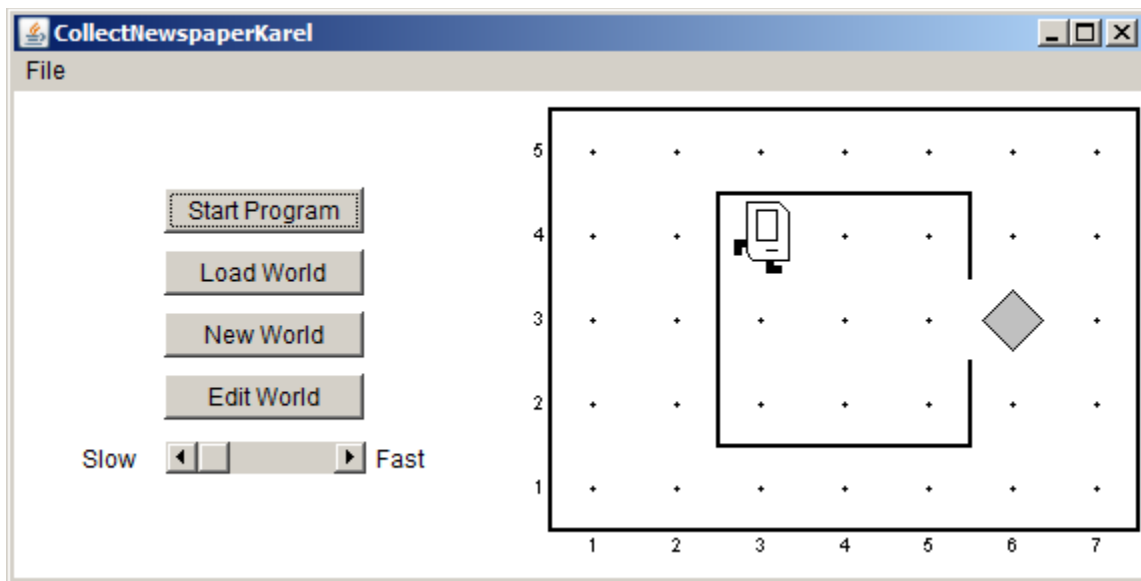 CollectNewspaperKarel
File
Start Program
Load World
New World
Edit World
Slow Fast
5
4
3
2
1
1 2 3 4 5 6 7